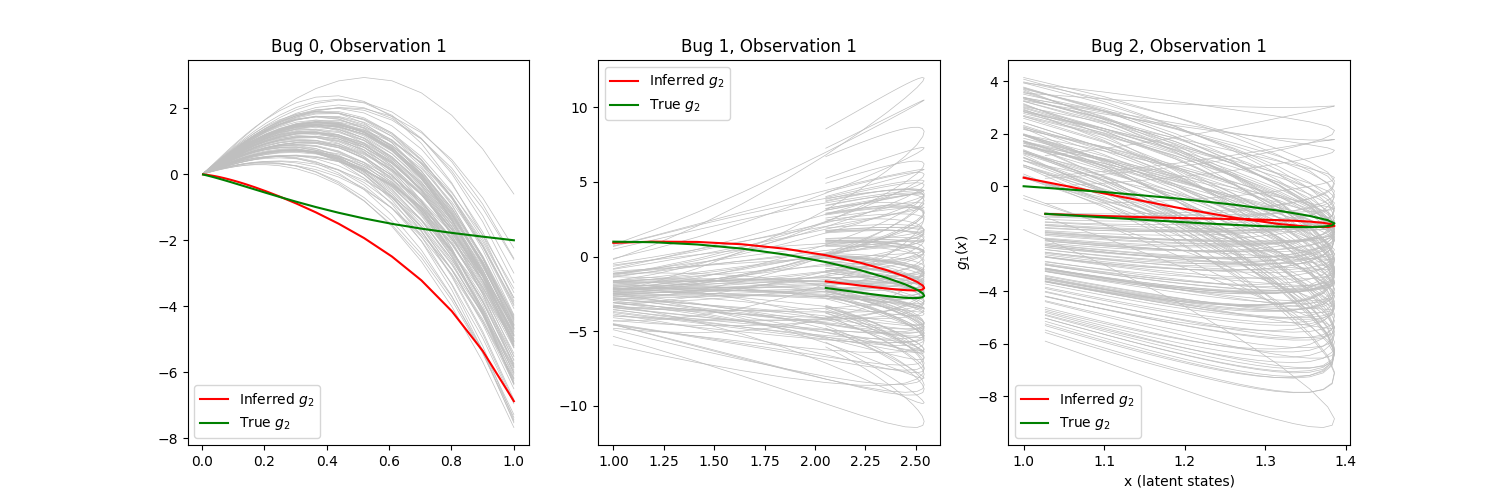 Bug 0, Observation 1
2
0
−2
−4
−6
−8
0.0 0.2 0.4 0.6 0.8 1.0
Inferred g₂
True g₂
Bug 1, Observation 1
Inferred g₂
True g₂
10
5
0
−5
−10
1.00 1.25 1.50 1.75 2.00 2.25 2.50
Bug 2, Observation 1
4
2
0
−2
−4
−6
−8
g₁(x)
Inferred g₂
True g₂
1.0 1.1 1.2 1.3 1.4
x (latent states)